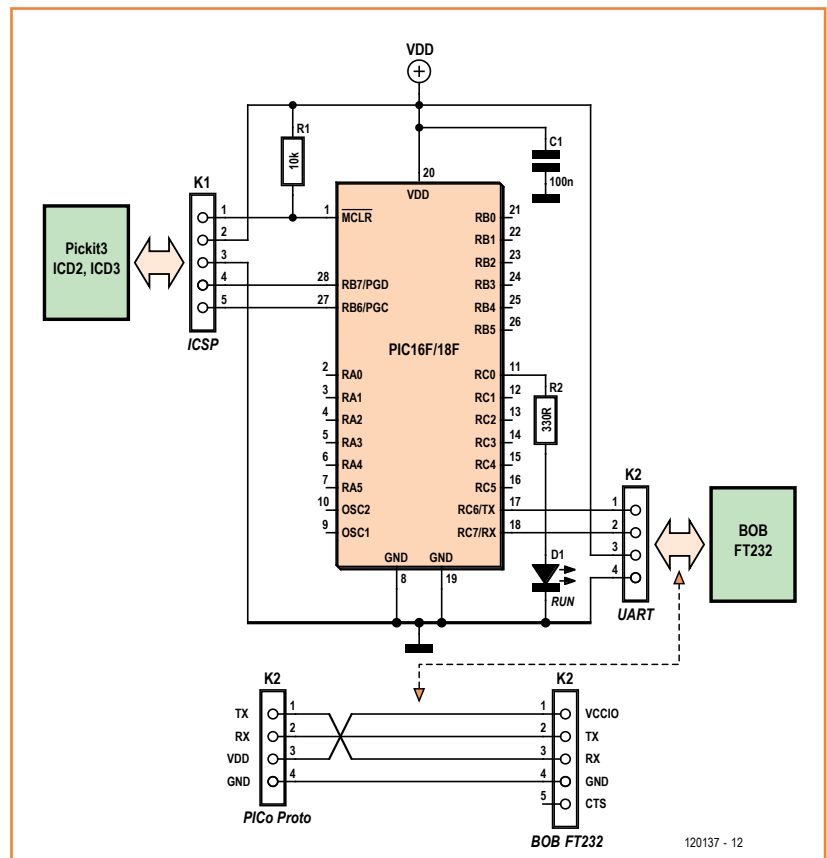 VDD
R1
10k
C1
100n
K1
1
2
3
4
5
ICSP
Pickit3
ICD2, ICD3
20
VDD
1 MCLR
28 RB7/PGD
27 RB6/PGC
PIC16F/18F
2 RA0
3 RA1
4 RA2
5 RA3
6 RA4
7 RA5
10 OSC2
9 OSC1
RB0 21
RB1 22
RB2 23
RB3 24
RB4 25
RB5 26
RC0 11
RC1 12
RC2 13
RC3 14
RC4 15
RC5 16
RC6/TX 17
RC7/RX 18
GND GND
8 19
R2
330R
D1
RUN
K2
1
2
3
4
UART
BOB
FT232
K2
TX 1
RX 2
VDD 3
GND 4
PICo Proto
K2
1 VCCIO
2 TX
3 RX
4 GND
5 CTS
BOB FT232
120137 - 12